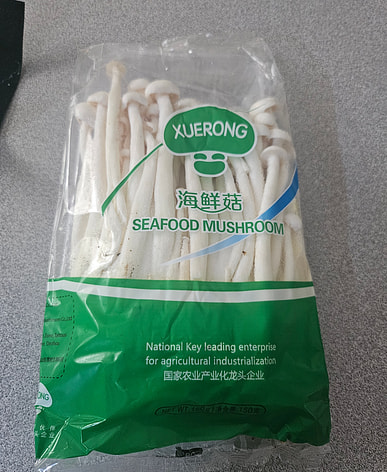 XUERONG
海鲜菇
SEAFOOD MUSHROOM
National Key leading enterprise
for agricultural industrialization
国家农业产业化龙头企业
XUERONG